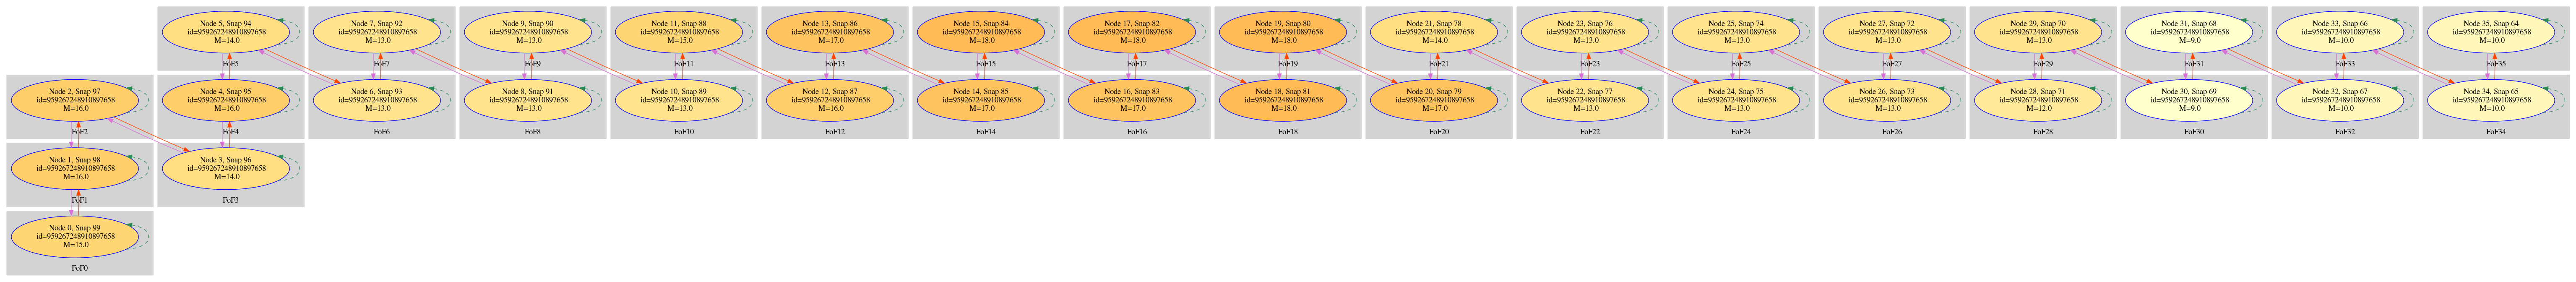 Node 5, Snap 94
id=959267248910897658
M=14.0
FoF5
Node 7, Snap 92
id=959267248910897658
M=13.0
FoF7
Node 9, Snap 90
id=959267248910897658
M=13.0
FoF9
Node 11, Snap 88
id=959267248910897658
M=15.0
FoF11
Node 13, Snap 86
id=959267248910897658
M=17.0
FoF13
Node 15, Snap 84
id=959267248910897658
M=18.0
FoF15
Node 17, Snap 82
id=959267248910897658
M=18.0
FoF17
Node 19, Snap 80
id=959267248910897658
M=18.0
FoF19
Node 21, Snap 78
id=959267248910897658
M=14.0
FoF21
Node 23, Snap 76
id=959267248910897658
M=13.0
FoF23
Node 25, Snap 74
id=959267248910897658
M=13.0
FoF25
Node 27, Snap 72
id=959267248910897658
M=13.0
FoF27
Node 29, Snap 70
id=959267248910897658
M=13.0
FoF29
Node 31, Snap 68
id=959267248910897658
M=9.0
FoF31
Node 33, Snap 66
id=959267248910897658
M=10.0
FoF33
Node 35, Snap 64
id=959267248910897658
M=10.0
FoF35
Node 2, Snap 97
id=959267248910897658
M=16.0
FoF2
Node 4, Snap 95
id=959267248910897658
M=16.0
FoF4
Node 6, Snap 93
id=959267248910897658
M=13.0
FoF6
Node 8, Snap 91
id=959267248910897658
M=13.0
FoF8
Node 10, Snap 89
id=959267248910897658
M=13.0
FoF10
Node 12, Snap 87
id=959267248910897658
M=16.0
FoF12
Node 14, Snap 85
id=959267248910897658
M=17.0
FoF14
Node 16, Snap 83
id=959267248910897658
M=17.0
FoF16
Node 18, Snap 81
id=959267248910897658
M=18.0
FoF18
Node 20, Snap 79
id=959267248910897658
M=17.0
FoF20
Node 22, Snap 77
id=959267248910897658
M=13.0
FoF22
Node 24, Snap 75
id=959267248910897658
M=13.0
FoF24
Node 26, Snap 73
id=959267248910897658
M=13.0
FoF26
Node 28, Snap 71
id=959267248910897658
M=12.0
FoF28
Node 30, Snap 69
id=959267248910897658
M=9.0
FoF30
Node 32, Snap 67
id=959267248910897658
M=10.0
FoF32
Node 34, Snap 65
id=959267248910897658
M=10.0
FoF34
Node 1, Snap 98
id=959267248910897658
M=16.0
FoF1
Node 3, Snap 96
id=959267248910897658
M=14.0
FoF3
Node 0, Snap 99
id=959267248910897658
M=15.0
FoF0